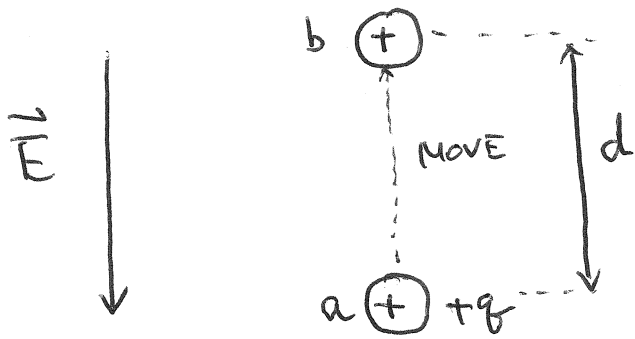 b +
E⃗
MOVE
d
a + +q